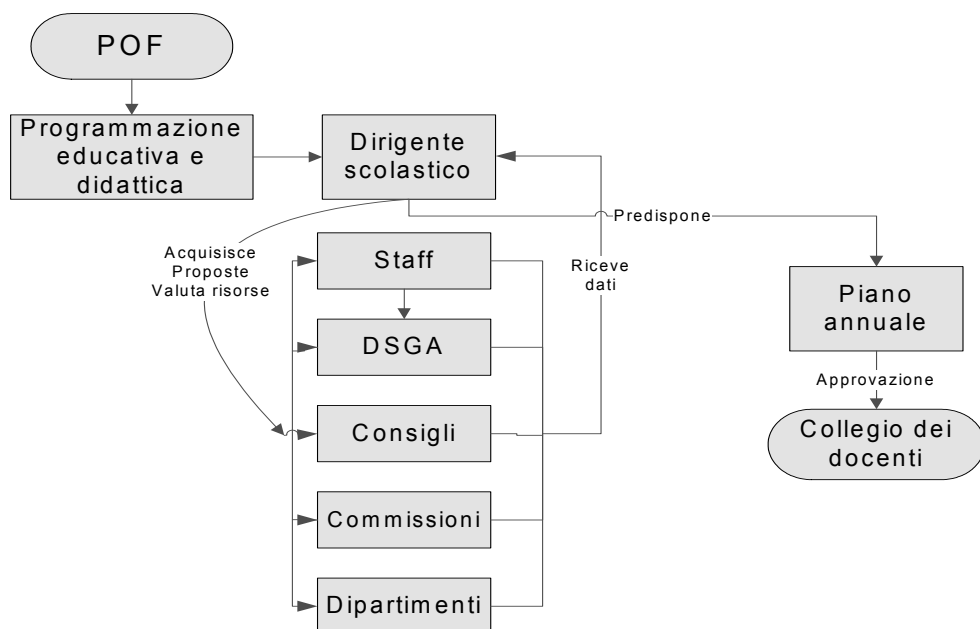 POF
Programmazione
educativa e
didattica
Dirigente
scolastico
Predispone
Acquisisce
Proposte
Valuta risorse
Staff
Riceve
dati
Piano
annuale
DSGA
Approvazione
Consigli
Collegio dei
docenti
Commissioni
Dipartimenti